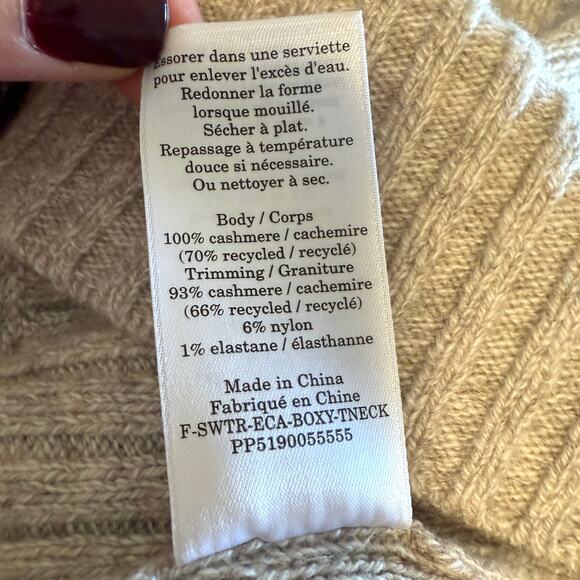 Essorer dans une serviette
pour enlever l'excès d'eau.
Redonner la forme
lorsque mouillé.
Sécher à plat.
Repassage à température
douce si nécessaire.
Ou nettoyer à sec.
Body / Corps
100% cashmere / cachemire
(70% recycled / recyclé)
Trimming / Graniture
93% cashmere / cachemire
(66% recycled / recyclé)
6% nylon
1% elastane / élasthanne
Made in China
Fabriqué en Chine
F-SWTR-ECA-BOXY-TNECK
PP5190055555